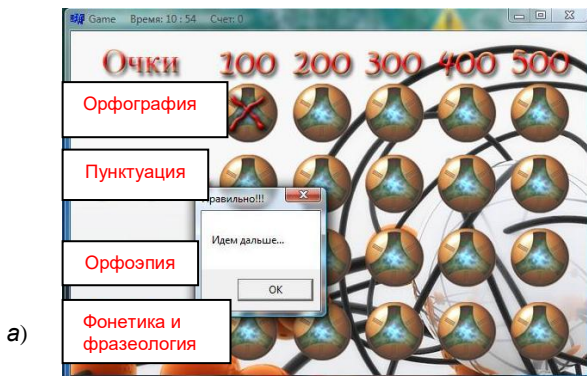 Game Время: 10 : 54 Счет: 0
Очки 100 200 300 400 500
Орфография
Пунктуация
Правильно!!!
Идем дальше...
Орфоэпия
OK
а) Фонетика и
фразеология